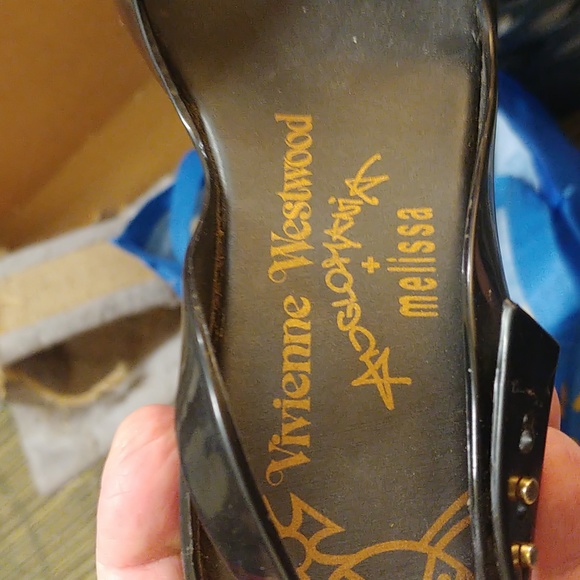 Vivienne Westwood
ANGLOMANIA
+
melissa